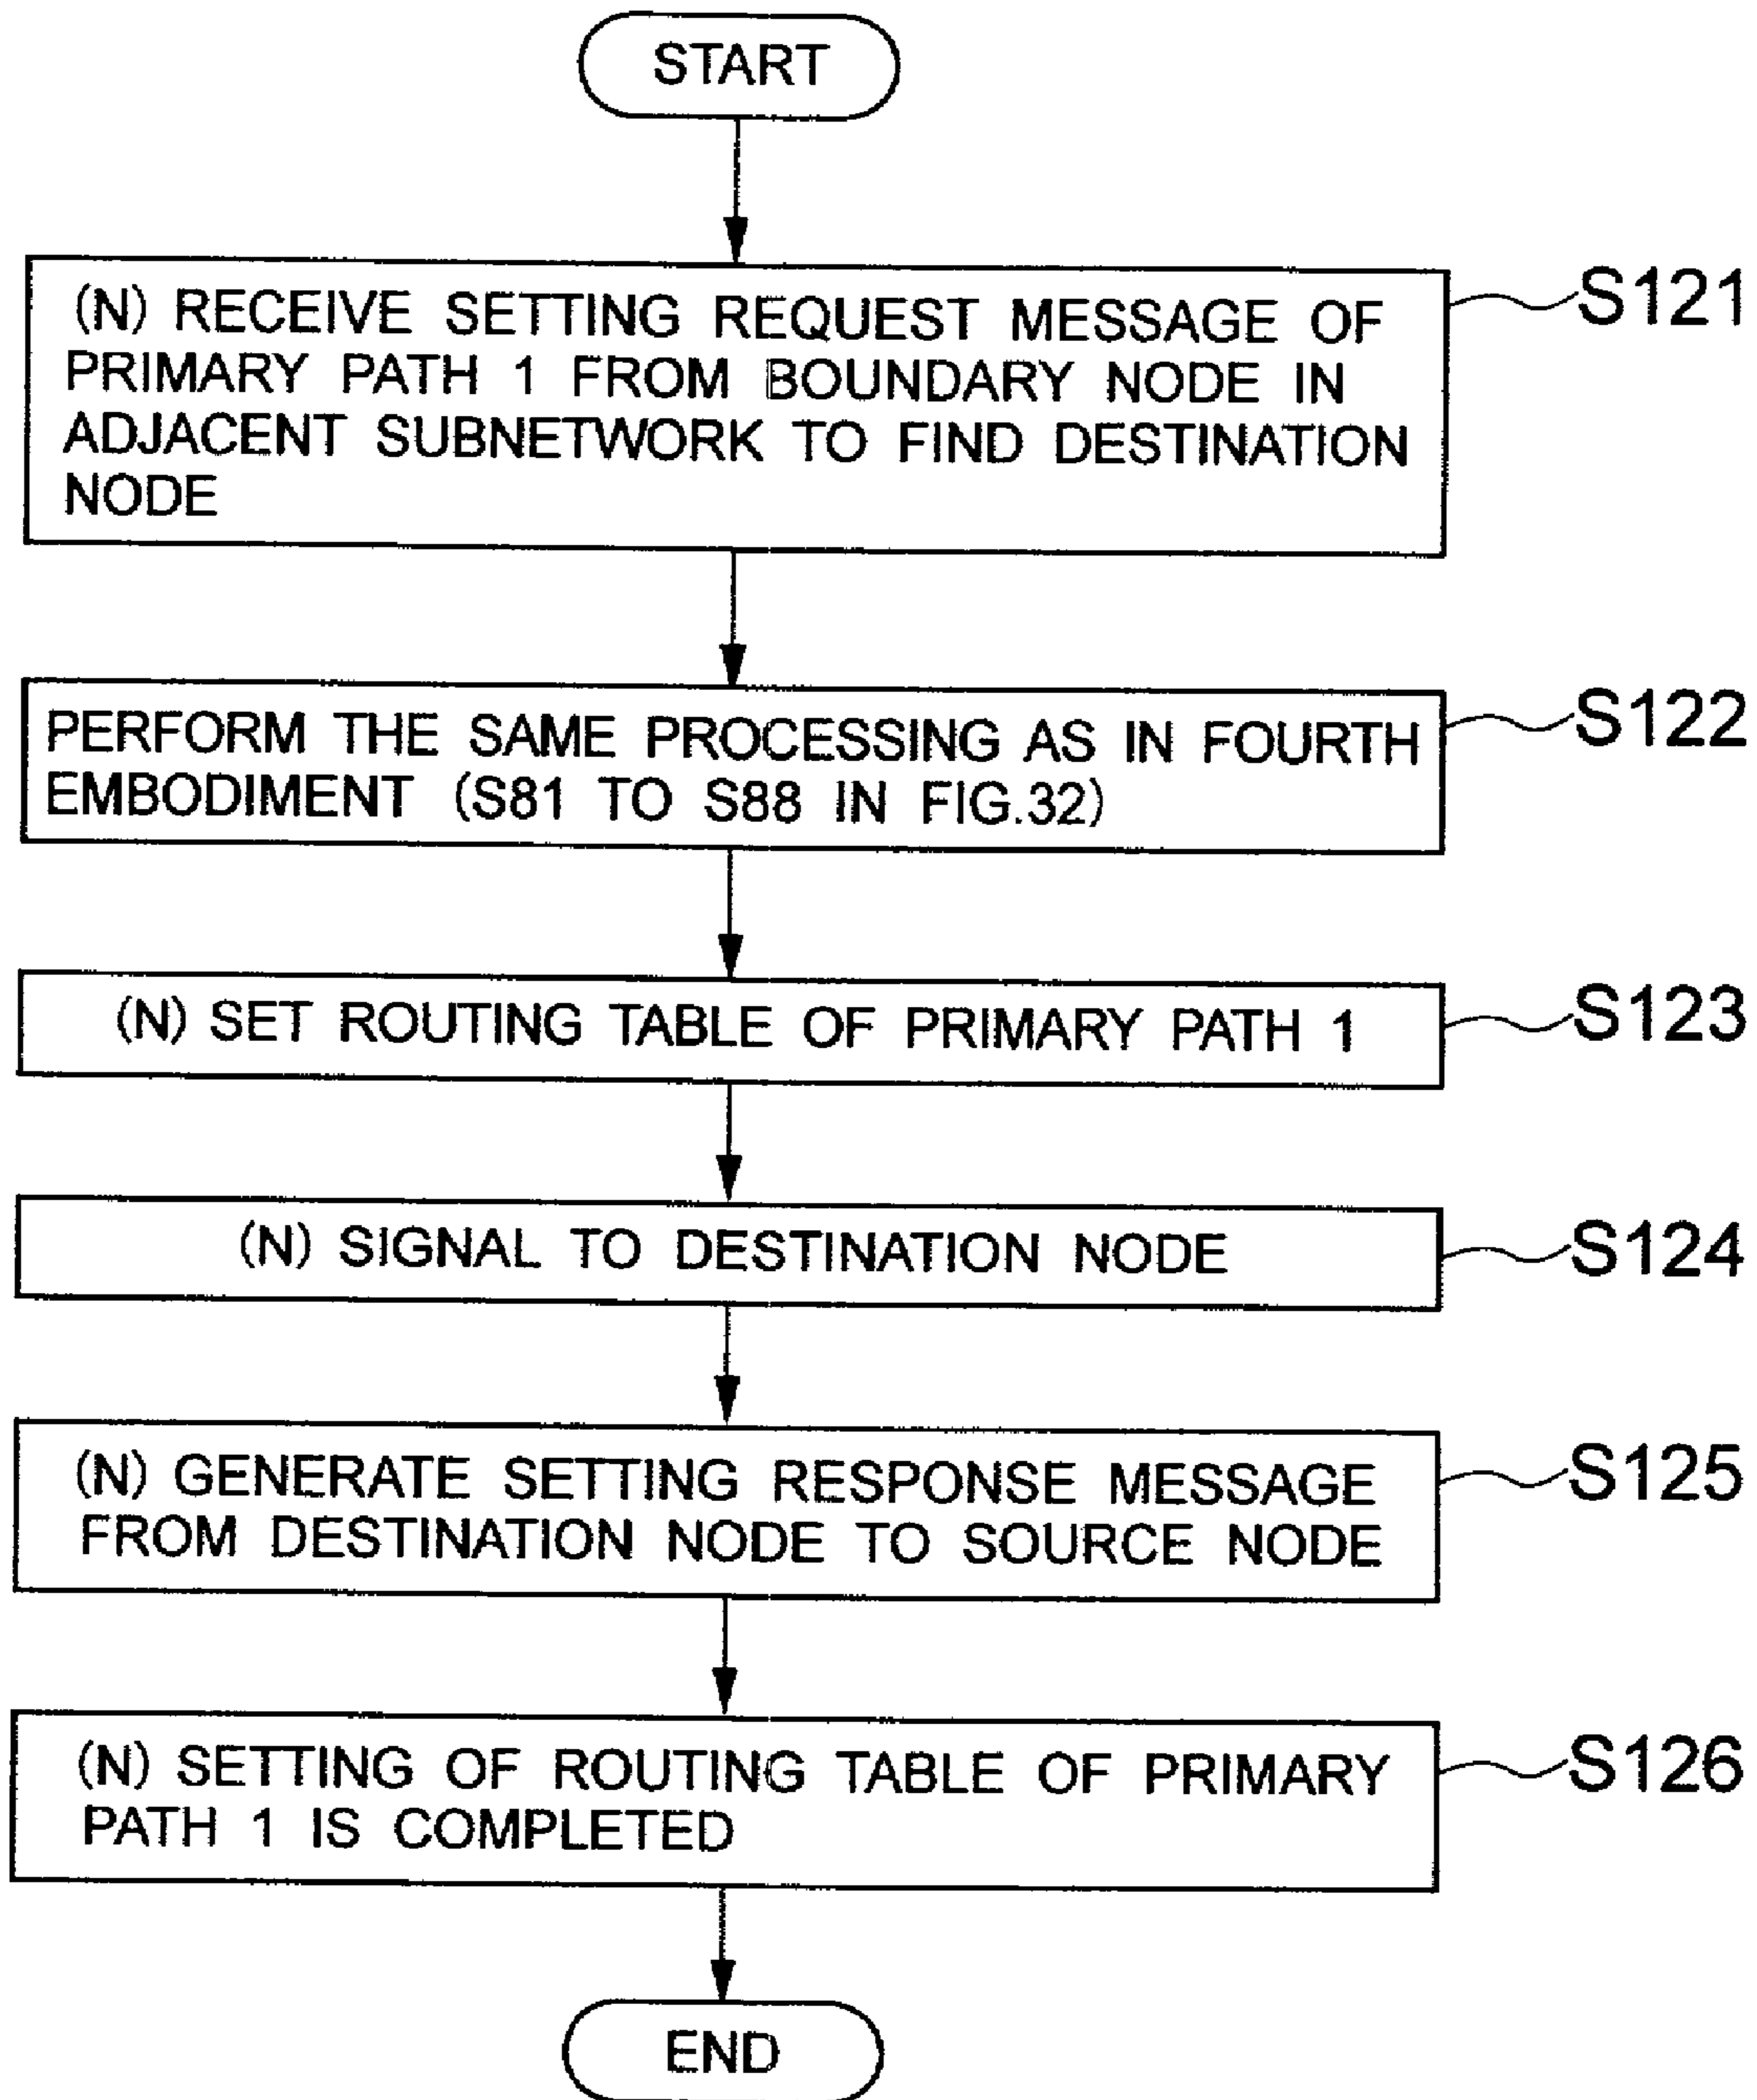 START
(N) RECEIVE SETTING REQUEST MESSAGE OF
PRIMARY PATH 1 FROM BOUNDARY NODE IN
ADJACENT SUBNETWORK TO FIND DESTINATION
NODE
S121
PERFORM THE SAME PROCESSING AS IN FOURTH
EMBODIMENT (S81 TO S88 IN FIG.32)
S122
(N) SET ROUTING TABLE OF PRIMARY PATH 1
S123
(N) SIGNAL TO DESTINATION NODE
S124
(N) GENERATE SETTING RESPONSE MESSAGE
FROM DESTINATION NODE TO SOURCE NODE
S125
(N) SETTING OF ROUTING TABLE OF PRIMARY
PATH 1 IS COMPLETED
S126
END